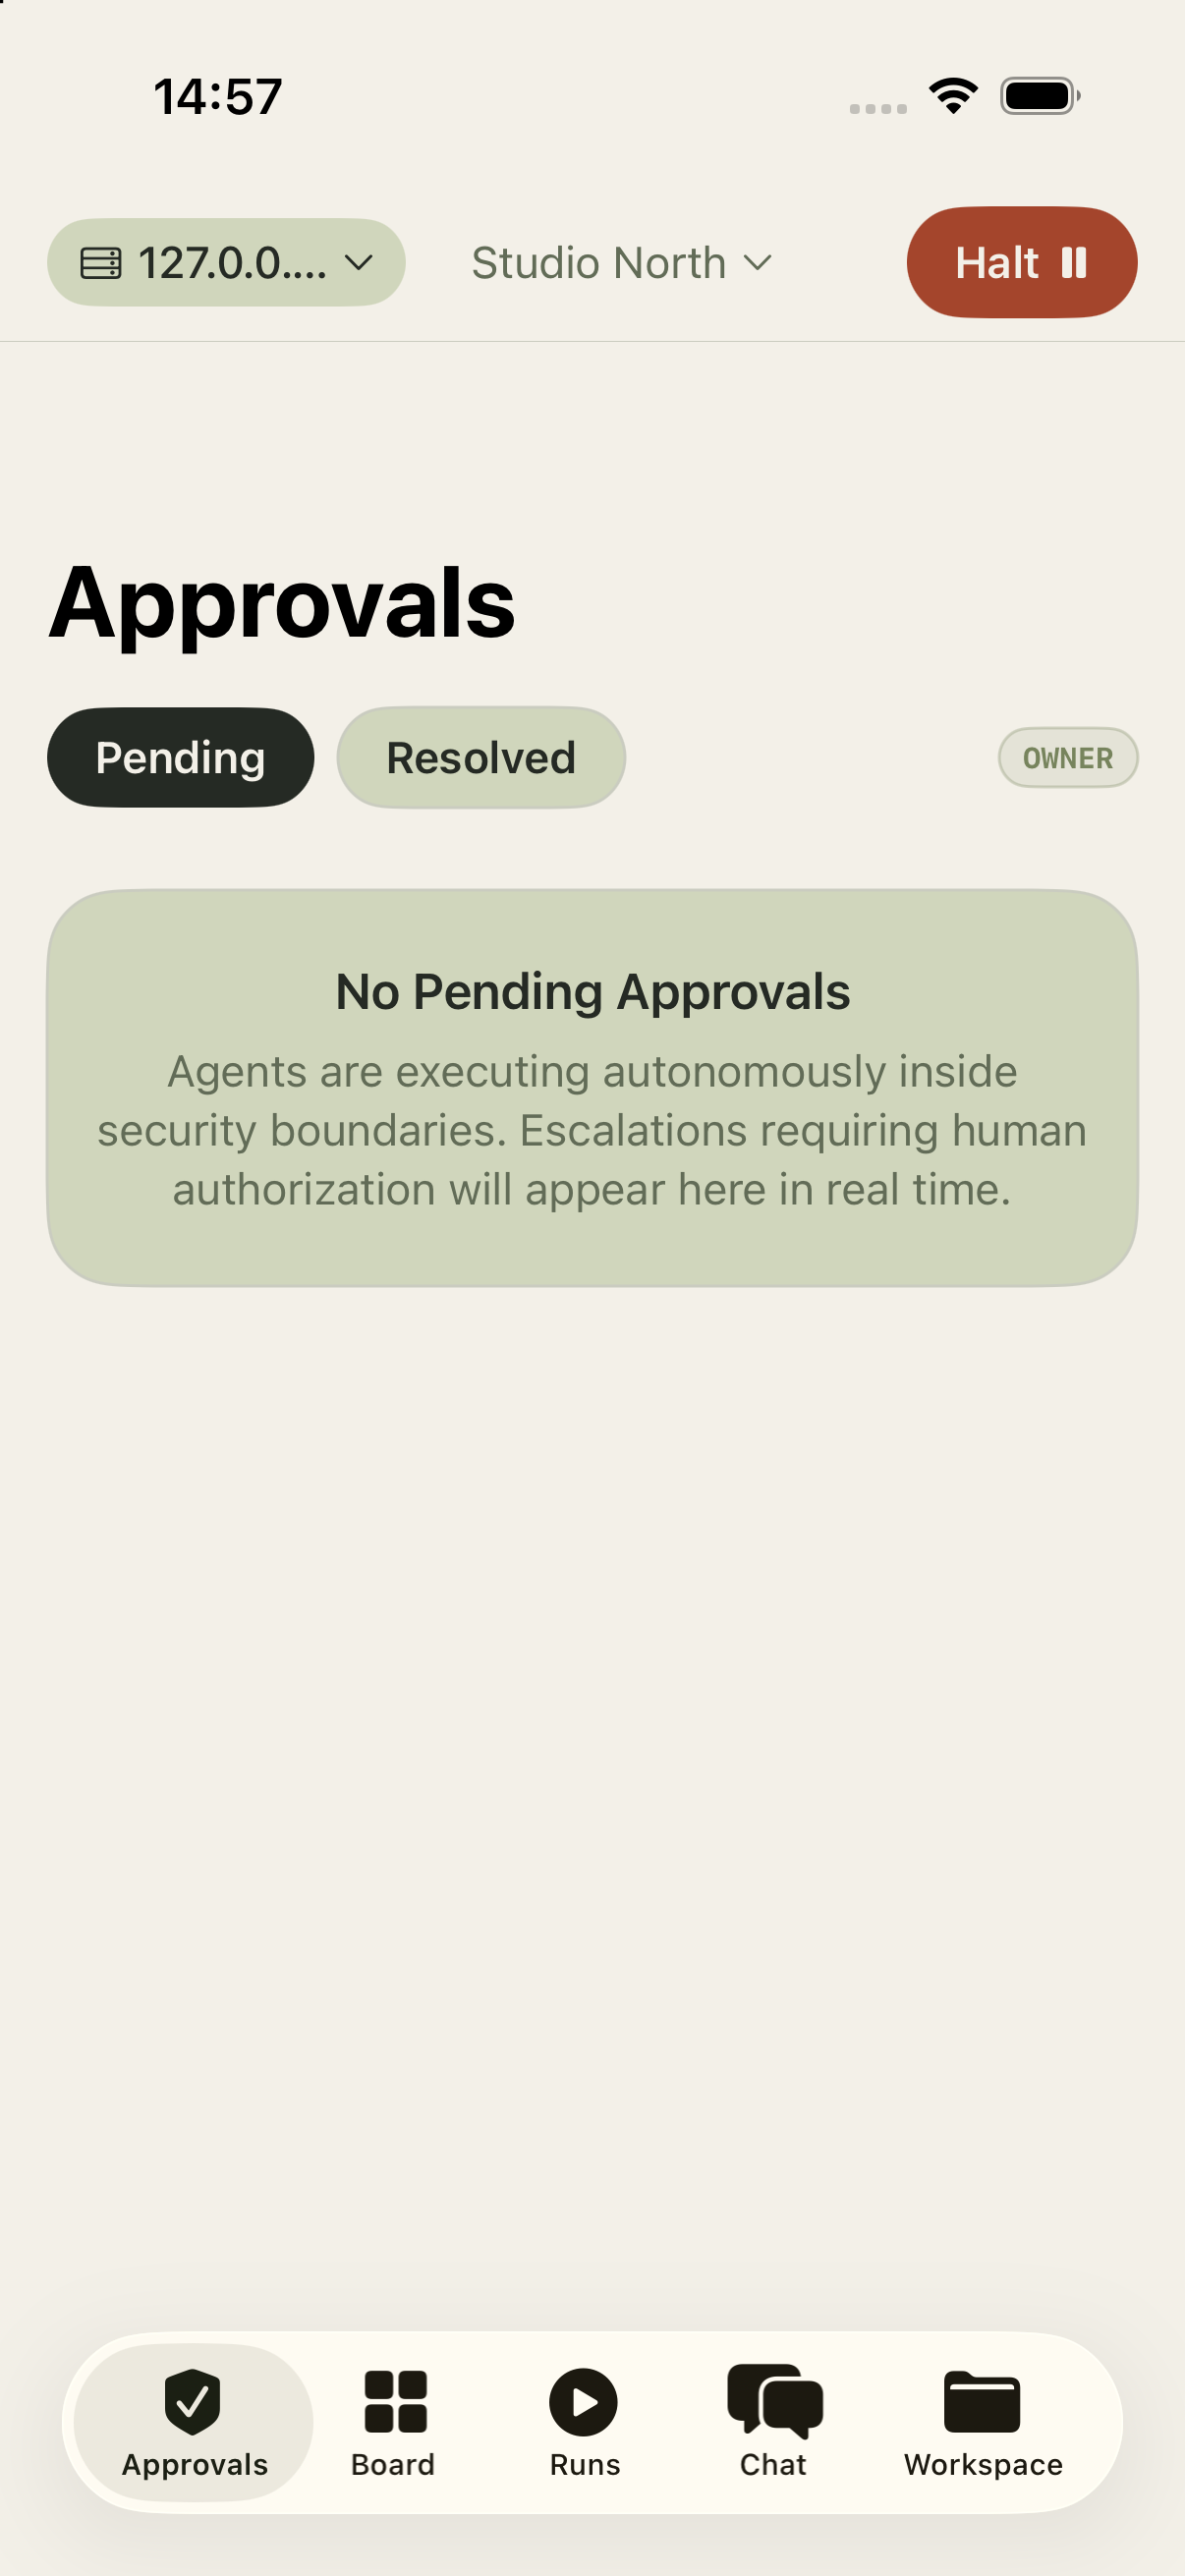 14:57
127.0.0....
Studio North
Halt
Approvals
Pending
Resolved
OWNER
No Pending Approvals
Agents are executing autonomously inside
security boundaries. Escalations requiring human
authorization will appear here in real time.
Approvals
Board
Runs
Chat
Workspace